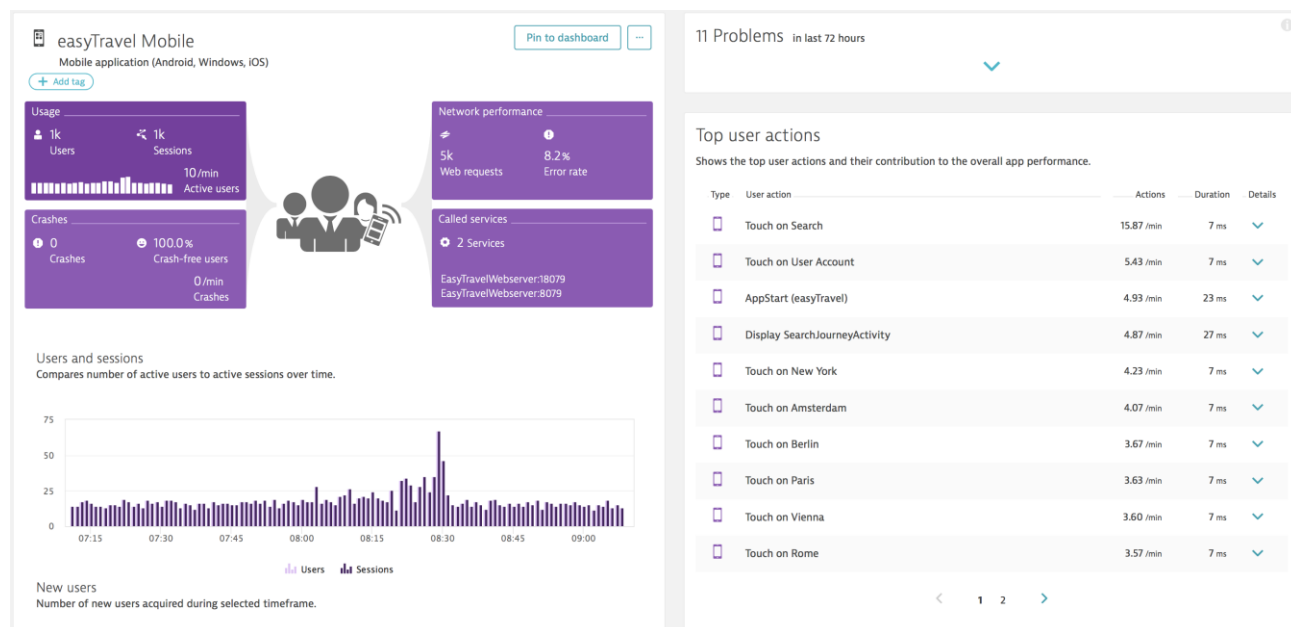 easyTravel Mobile
Pin to dashboard
...
Mobile application (Android, Windows, iOS)
+ Add tag
Usage
1k
Users
1k
Sessions
10/min
Active users
Crashes
0
Crashes
100.0%
Crash-free users
0/min
Crashes
Network performance
5k
Web requests
8.2%
Error rate
Called services
2 Services
EasyTravelWebserver:18079
EasyTravelWebserver:8079
Users and sessions
Compares number of active users to active sessions over time.
75
50
25
0
07:15 07:30 07:45 08:00 08:15 08:30 08:45 09:00
Users Sessions
New users
Number of new users acquired during selected timeframe.
11 Problems in last 72 hours
Top user actions
Shows the top user actions and their contribution to the overall app performance.
Type User action Actions Duration Details
Touch on Search 15.87 /min 7 ms
Touch on User Account 5.43 /min 7 ms
AppStart (easyTravel) 4.93 /min 23 ms
Display SearchJourneyActivity 4.87 /min 27 ms
Touch on New York 4.23 /min 7 ms
Touch on Amsterdam 4.07 /min 7 ms
Touch on Berlin 3.67 /min 7 ms
Touch on Paris 3.63 /min 7 ms
Touch on Vienna 3.60 /min 7 ms
Touch on Rome 3.57 /min 7 ms
< 1 2 >